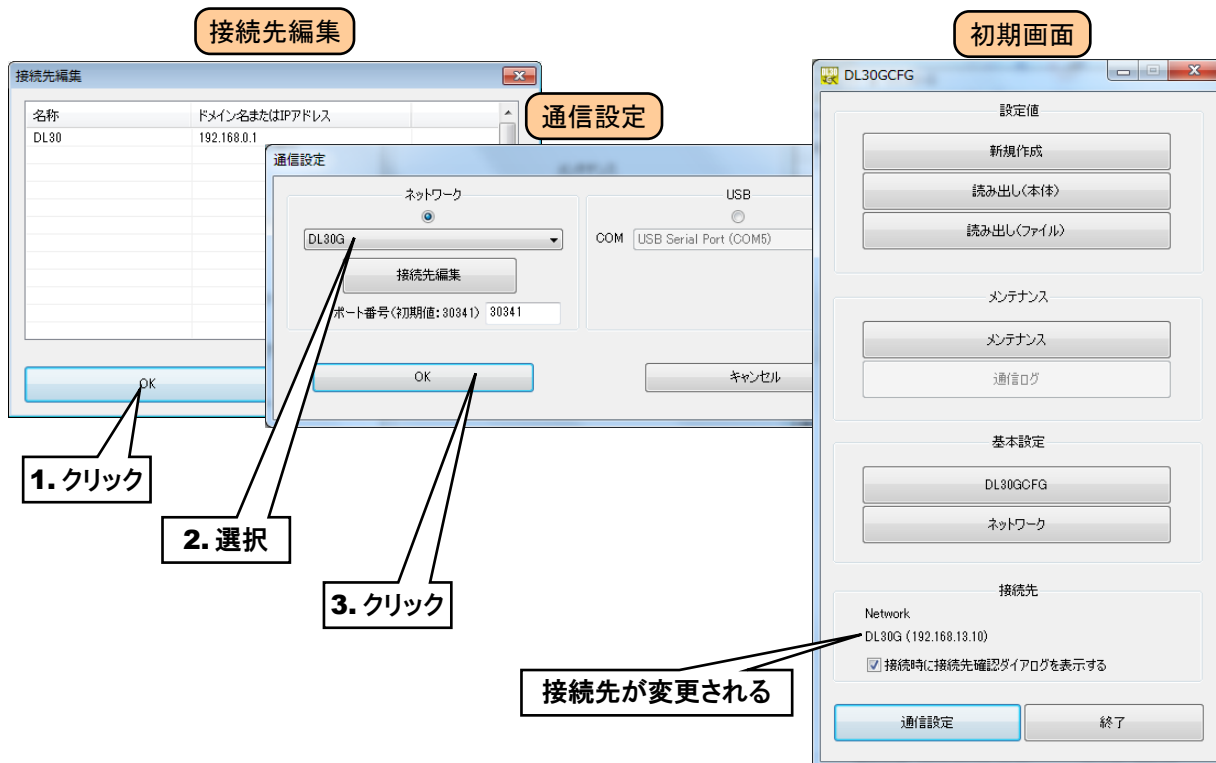 接続先編集
接続先編集
名称 ドメイン名またはIPアドレス
DL30 192.168.0.1
OK
1. クリック
通信設定
通信設定
ネットワーク
DL30G
接続先編集
ポート番号(初期値:30341) 30341
USB
COM USB Serial Port (COM5)
OK
キャンセル
2. 選択
3. クリック
初期画面
DL30GCFG
設定値
新規作成
読み出し(本体)
読み出し(ファイル)
メンテナンス
メンテナンス
通信ログ
基本設定
DL30GCFG
ネットワーク
接続先
Network
DL30G (192.168.13.10)
接続時に接続先確認ダイアログを表示する
接続先が変更される
通信設定
終了